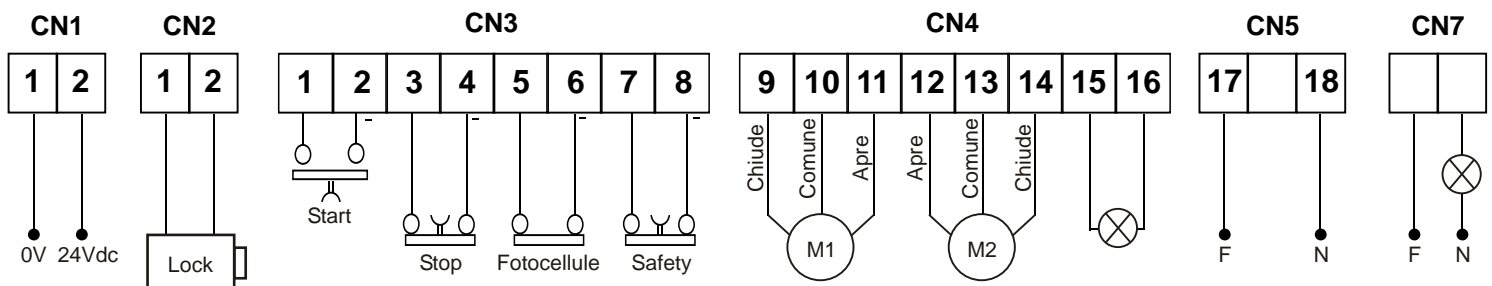 CN1 CN2 CN3 CN4 CN5 CN7
1 2 1 2 1 2 3 4 5 6 7 8 9 10 11 12 13 14 15 16 17 18
- - - -
Chiude Comune Apre Apre Comune Chiude
Start
0V 24Vdc Lock Stop Fotocellule Safety M1 M2 F N F N